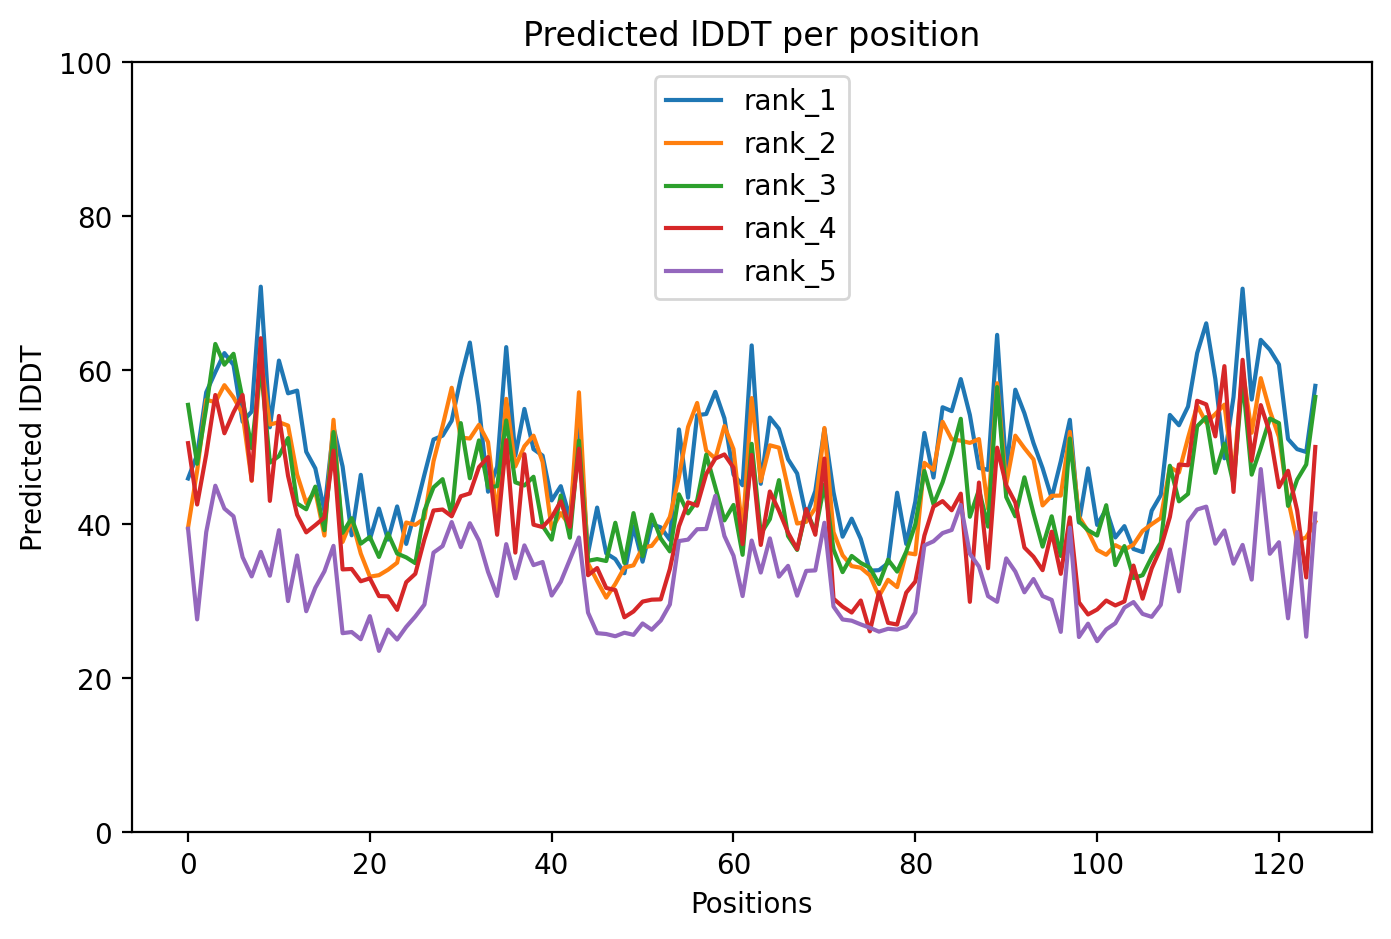 Predicted lDDT per position
100
80
60
40
20
0
Predicted lDDT
rank_1
rank_2
rank_3
rank_4
rank_5
0 20 40 60 80 100 120
Positions